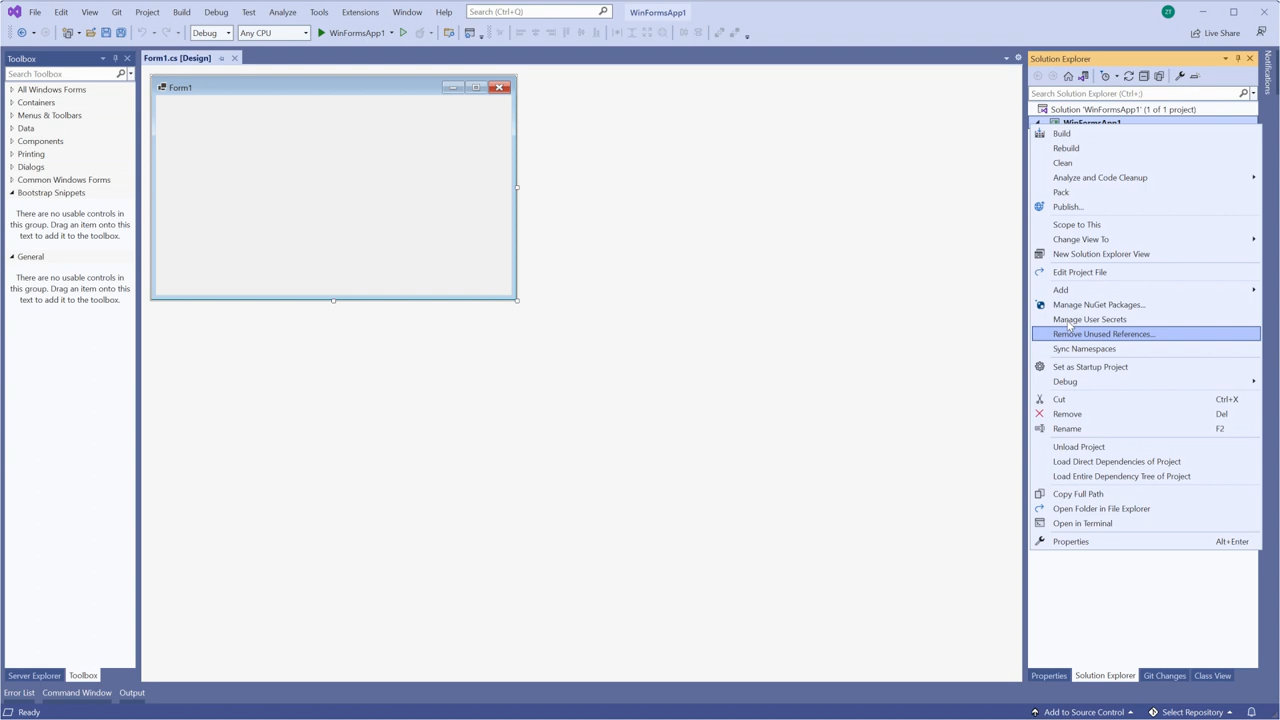 File Edit View Git Project Build Debug Test Analyze Tools Extensions Window Help Search (Ctrl+Q) WinFormsApp1 ZT
Debug Any CPU WinFormsApp1 Live Share
Toolbox
Search Toolbox
All Windows Forms
Containers
Menus & Toolbars
Data
Components
Printing
Dialogs
Common Windows Forms
Bootstrap Snippets
There are no usable controls in
this group. Drag an item onto this
text to add it to the toolbox.
General
There are no usable controls in
this group. Drag an item onto this
text to add it to the toolbox.
Server Explorer Toolbox
Form1.cs [Design]
Form1
Solution Explorer
Search Solution Explorer (Ctrl+;)
Solution 'WinFormsApp1' (1 of 1 project)
WinFormsApp1
Build
Rebuild
Clean
Analyze and Code Cleanup
Pack
Publish...
Scope to This
Change View To
New Solution Explorer View
Edit Project File
Add
Manage NuGet Packages...
Manage User Secrets
Remove Unused References...
Sync Namespaces
Set as Startup Project
Debug
Cut Ctrl+X
Remove Del
Rename F2
Unload Project
Load Direct Dependencies of Project
Load Entire Dependency Tree of Project
Copy Full Path
Open Folder in File Explorer
Open in Terminal
Properties Alt+Enter
Properties Solution Explorer Git Changes Class View
Notifications
Error List Command Window Output
Ready Add to Source Control Select Repository